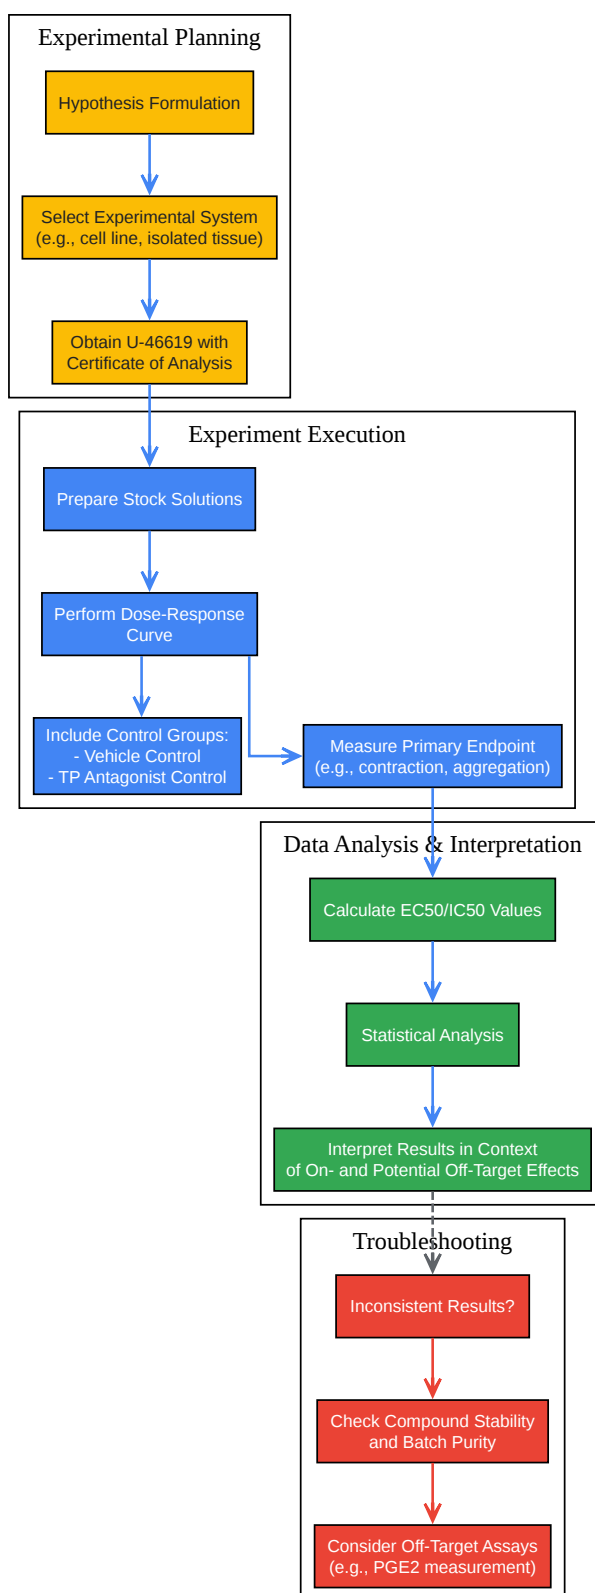 Experimental Planning
Hypothesis Formulation
Select Experimental System
(e.g., cell line, isolated tissue)
Obtain U-46619 with
Certificate of Analysis
Experiment Execution
Prepare Stock Solutions
Perform Dose-Response
Curve
Include Control Groups:
- Vehicle Control
- TP Antagonist Control
Measure Primary Endpoint
(e.g., contraction, aggregation)
Data Analysis & Interpretation
Calculate EC50/IC50 Values
Statistical Analysis
Interpret Results in Context
of On- and Potential Off-Target Effects
Troubleshooting
Inconsistent Results?
Check Compound Stability
and Batch Purity
Consider Off-Target Assays
(e.g., PGE2 measurement)